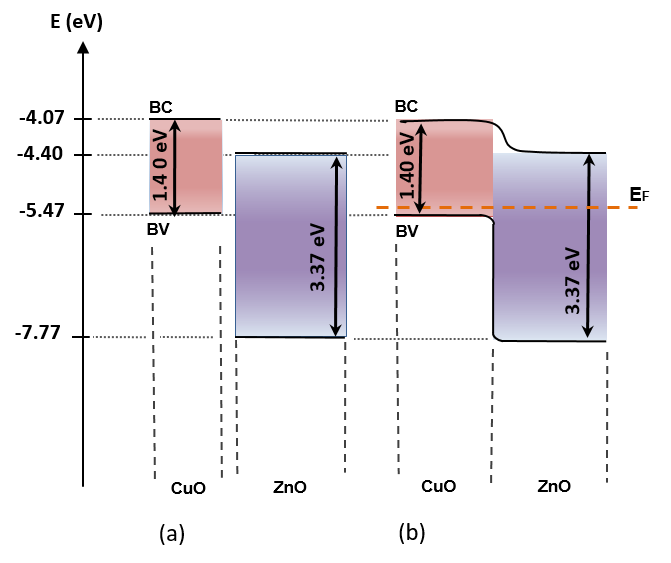 E (eV)
BC
BC
-4.07
-4.40
-5.47
-7.77
1.4 0 eV
3.37 eV
1.40 eV
3.37 eV
EF
BV
BV
CuO
ZnO
CuO
ZnO
(a)
(b)